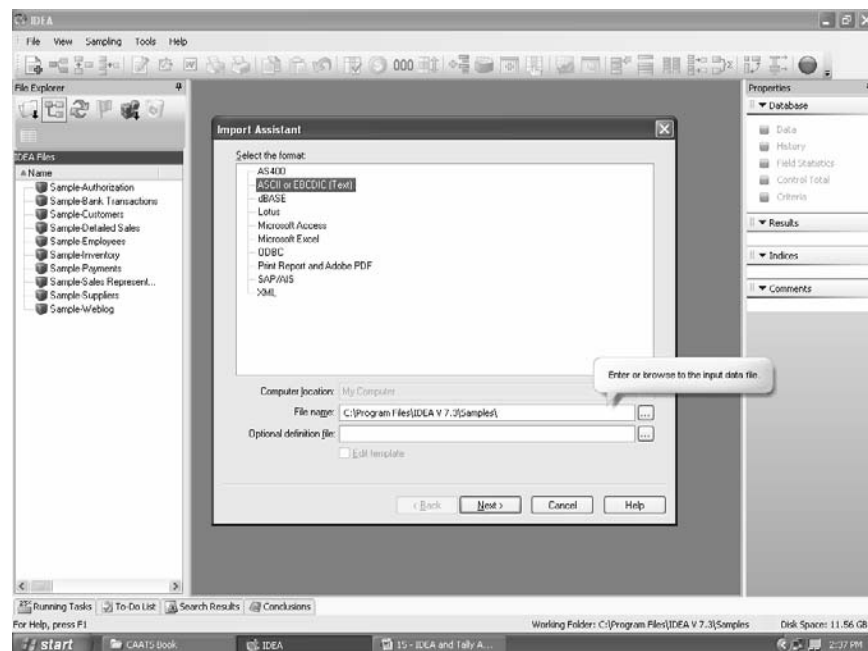 IDEA
File View Sampling Tools Help
000
File Explorer
IDEA Files
Name
Sample-Authorization
Sample-Bank Transactions
Sample-Customers
Sample-Detailed Sales
Sample-Employees
Sample-Inventory
Sample Payments
Sample-Sales Represent...
Sample-Suppliers
Sample-Weblog
Import Assistant
Select the format:
AS400
ASCII or EBCDIC (Text)
dBASE
Lotus
Microsoft Access
Microsoft Excel
ODBC
Print Report and Adobe PDF
SAP/AIS
XML
Enter or browse to the input data file.
Computer location: My Computer
File name: C:\Program Files\IDEA V 7.3\Samples\
...
Optional definition file:
...
Edit template
< Back Next > Cancel Help
Properties
Database
Data
History
Field Statistics
Control Total
Criteria
Results
Indices
Comments
Running Tasks To-Do List Search Results Conclusions
For Help, press F1
Working Folder: C:\Program Files\IDEA V 7.3\Samples Disk Space: 11.56 GB
start CAATS Book IDEA 15 - IDEA and Tally A... 2:37 PM